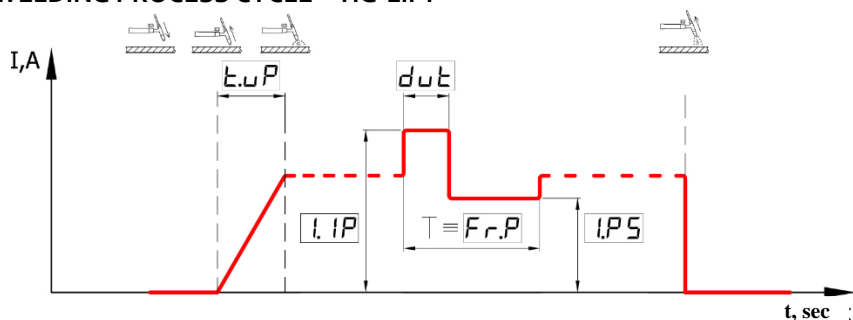 I,A
t.uP
dut
1.1P
T ≡ Fr.P
1.PS
t, sec